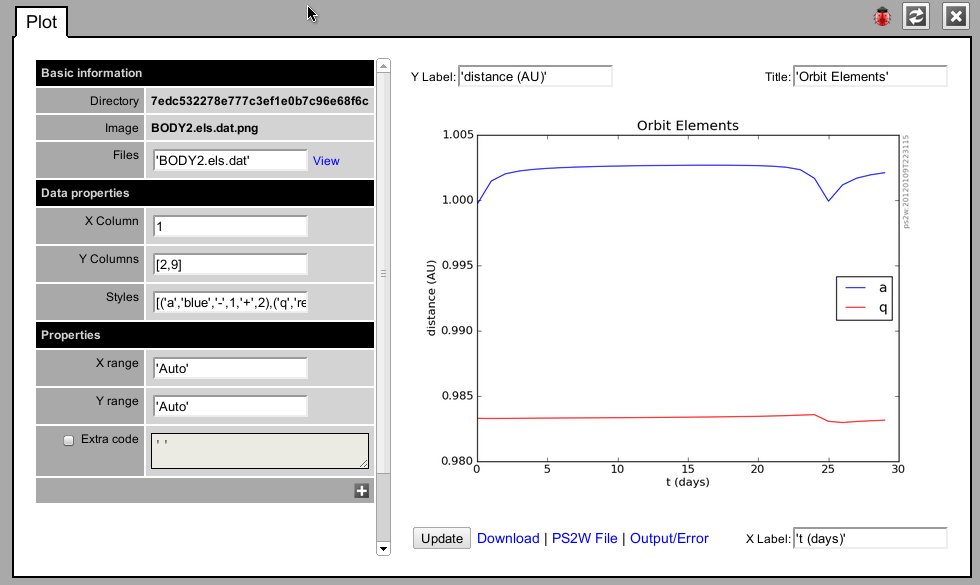 Plot
Basic information
Directory 7edc532278e777c3ef1e0b7c96e68f6c
Image BODY2.els.dat.png
Files 'BODY2.els.dat' View
Data properties
X Column 1
Y Columns [2,9]
Styles [('a','blue','-',1,'+',2),('q','re
Properties
X range 'Auto'
Y range 'Auto'
Extra code ' '
Y Label: 'distance (AU)' Title: 'Orbit Elements'
Orbit Elements
1.005
1.000
0.995
0.990
0.985
0.980
distance (AU)
0 5 10 15 20 25 30
t (days)
a
q
ps2w 20120109T223115
Update Download | PS2W File | Output/Error X Label: 't (days)'